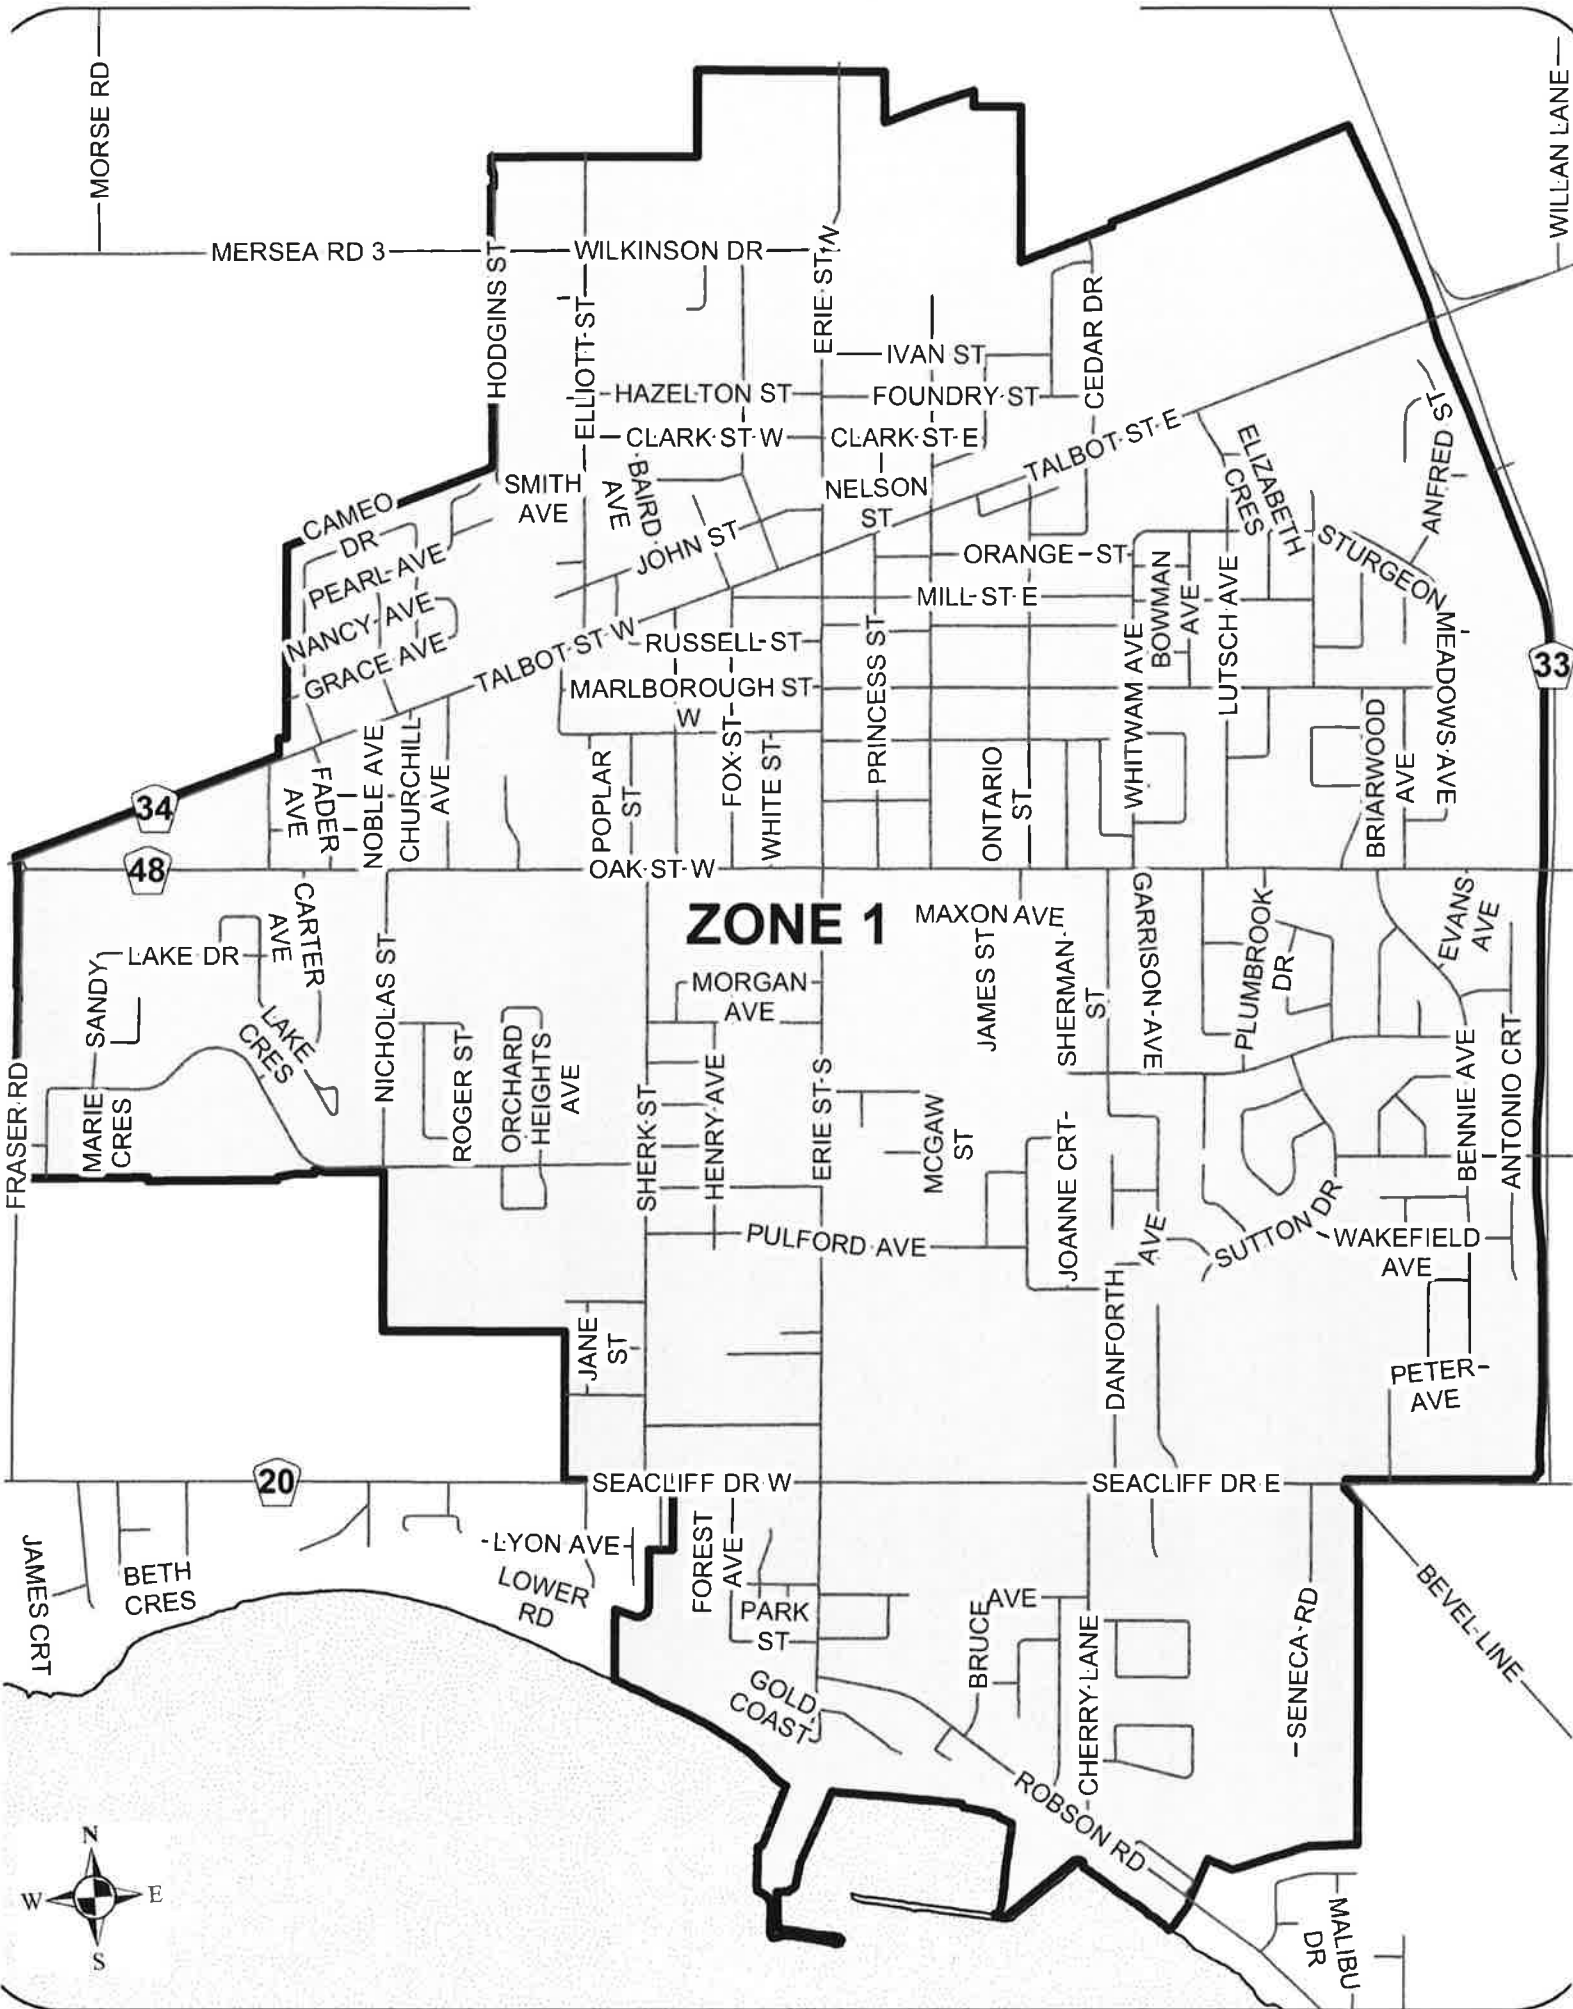 MORSE RD
WILLAN LANE
MERSEA RD 3
WILKINSON DR
ERIE ST N
HODGINS ST
ELLIOTT ST
CEDAR DR
IVAN ST
HAZELTON ST
FOUNDRY ST
CLARK ST W
CLARK ST E
TALBOT ST E
ANFRED ST
ELIZABETH
CRES
SMITH
AVE
BAIRD
AVE
NELSON
ST
CAMEO
DR
JOHN ST
ORANGE ST
STURGEON
MEADOWS AVE
PEARL AVE
NANCY AVE
GRACE AVE
MILL ST E
BOWMAN
AVE
LUTSCH AVE
TALBOT ST W
RUSSELL ST
PRINCESS ST
WHITWAM AVE
33
MARLBOROUGH ST
W
FADER
AVE
NOBLE AVE
CHURCHILL
AVE
POPLAR
ST
FOX ST
WHITE ST
ONTARIO
ST
BRIARWOOD
AVE
34
48
OAK ST W
ZONE 1
MAXON AVE
CARTER
AVE
LAKE DR
SANDY
LAKE
CRES
NICHOLAS ST
MORGAN
AVE
JAMES ST
SHERMAN
ST
GARRISON AVE
PLUMBROOK
DR
EVANS
AVE
FRASER RD
MARIE
CRES
ROGER ST
ORCHARD
HEIGHTS
AVE
SHERK ST
HENRY AVE
ERIE ST S
MCGAW
ST
JOANNE CRT
BENNIE AVE
ANTONIO CRT
PULFORD AVE
DANFORTH
AVE
SUTTON DR
WAKEFIELD
AVE
JANE
ST
PETER
AVE
20
SEACLIFF DR W
SEACLIFF DR E
JAMES CRT
BETH
CRES
LYON AVE
LOWER
RD
FOREST
AVE
PARK
ST
BRUCE
AVE
CHERRY LANE
SENECA RD
BEVEL LINE
GOLD
COAST
ROBSON RD
MALIBU
DR
N
W
E
S